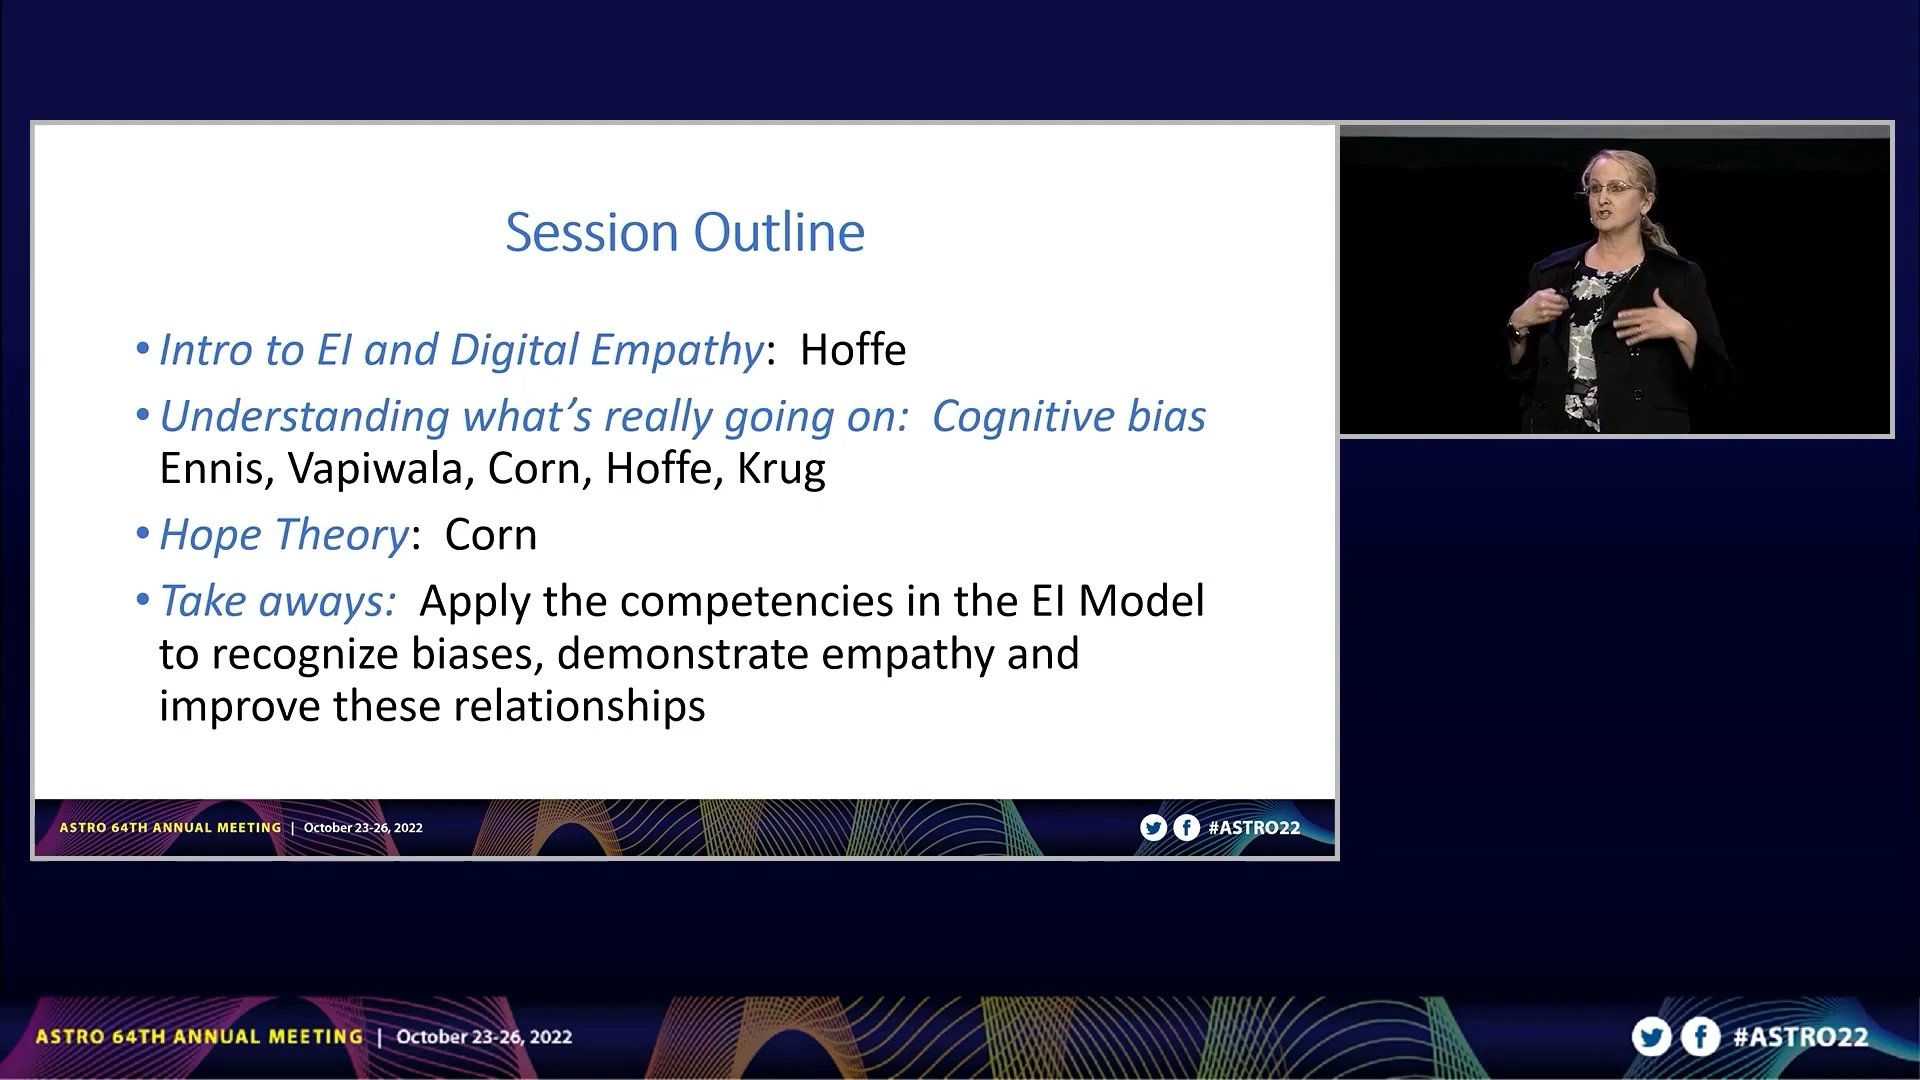 Session Outline
• Intro to EI and Digital Empathy:  Hoffe
• Understanding what’s really going on:  Cognitive bias
Ennis, Vapiwala, Corn, Hoffe, Krug
• Hope Theory:  Corn
• Take aways:  Apply the competencies in the EI Model
to recognize biases, demonstrate empathy and
improve these relationships
ASTRO 64TH ANNUAL MEETING | October 23-26, 2022
#ASTRO22
ASTRO 64TH ANNUAL MEETING | October 23-26, 2022
#ASTRO22